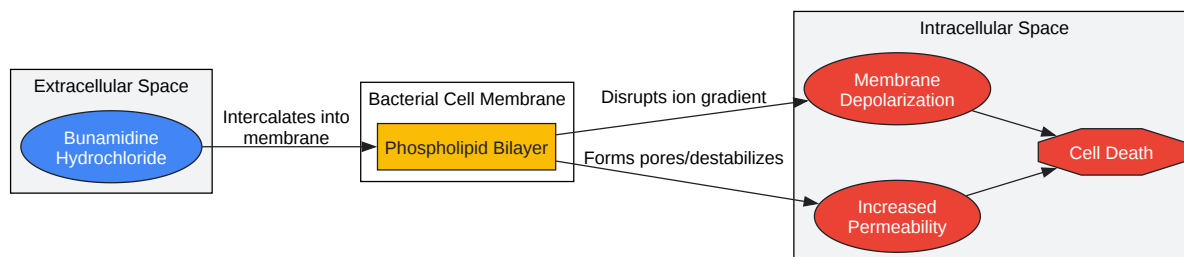 Extracellular Space
Bunamidine
Hydrochloride
Intercalates into
membrane
Bacterial Cell Membrane
Phospholipid Bilayer
Disrupts ion gradient
Forms pores/destabilizes
Intracellular Space
Membrane
Depolarization
Increased
Permeability
Cell Death